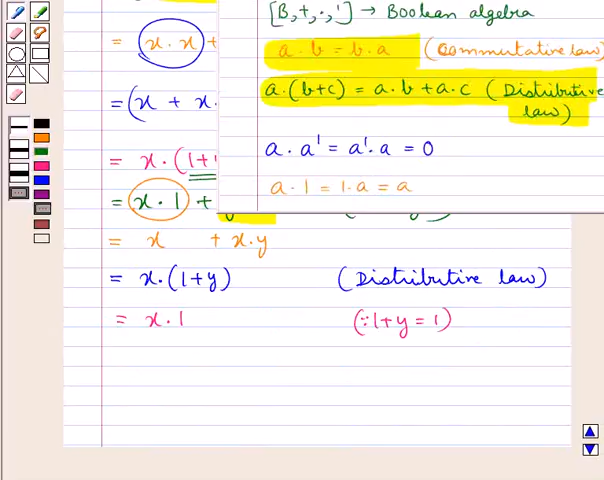 [B, +, ·, '] → Boolean algebra
= x . x +
a . b = b . a (Commutative law)
= (x + x .
a . (b+c) = a . b + a . c (Distributive law)
= x . (1+
a . a' = a' . a = 0
= x . 1 +
a . 1 = 1 . a = a
= x + x . y
= x . (1+y) (Distributive law)
= x . 1 (∵ 1+y = 1)